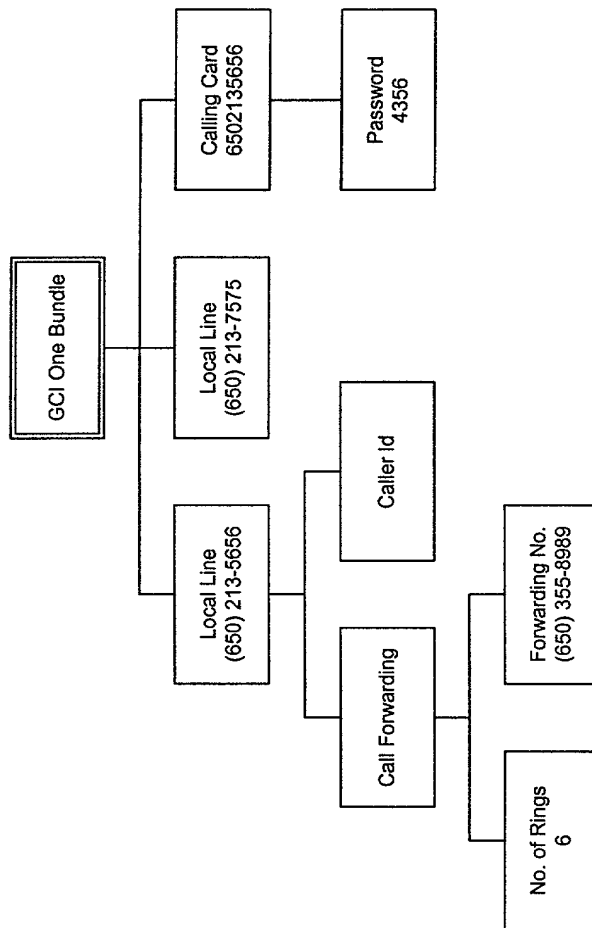 GCI One Bundle
Local Line
(650) 213-5656
Local Line
(650) 213-7575
Calling Card
6502135656
Call Forwarding
Caller Id
Password
4356
No. of Rings
6
Forwarding No.
(650) 355-8989